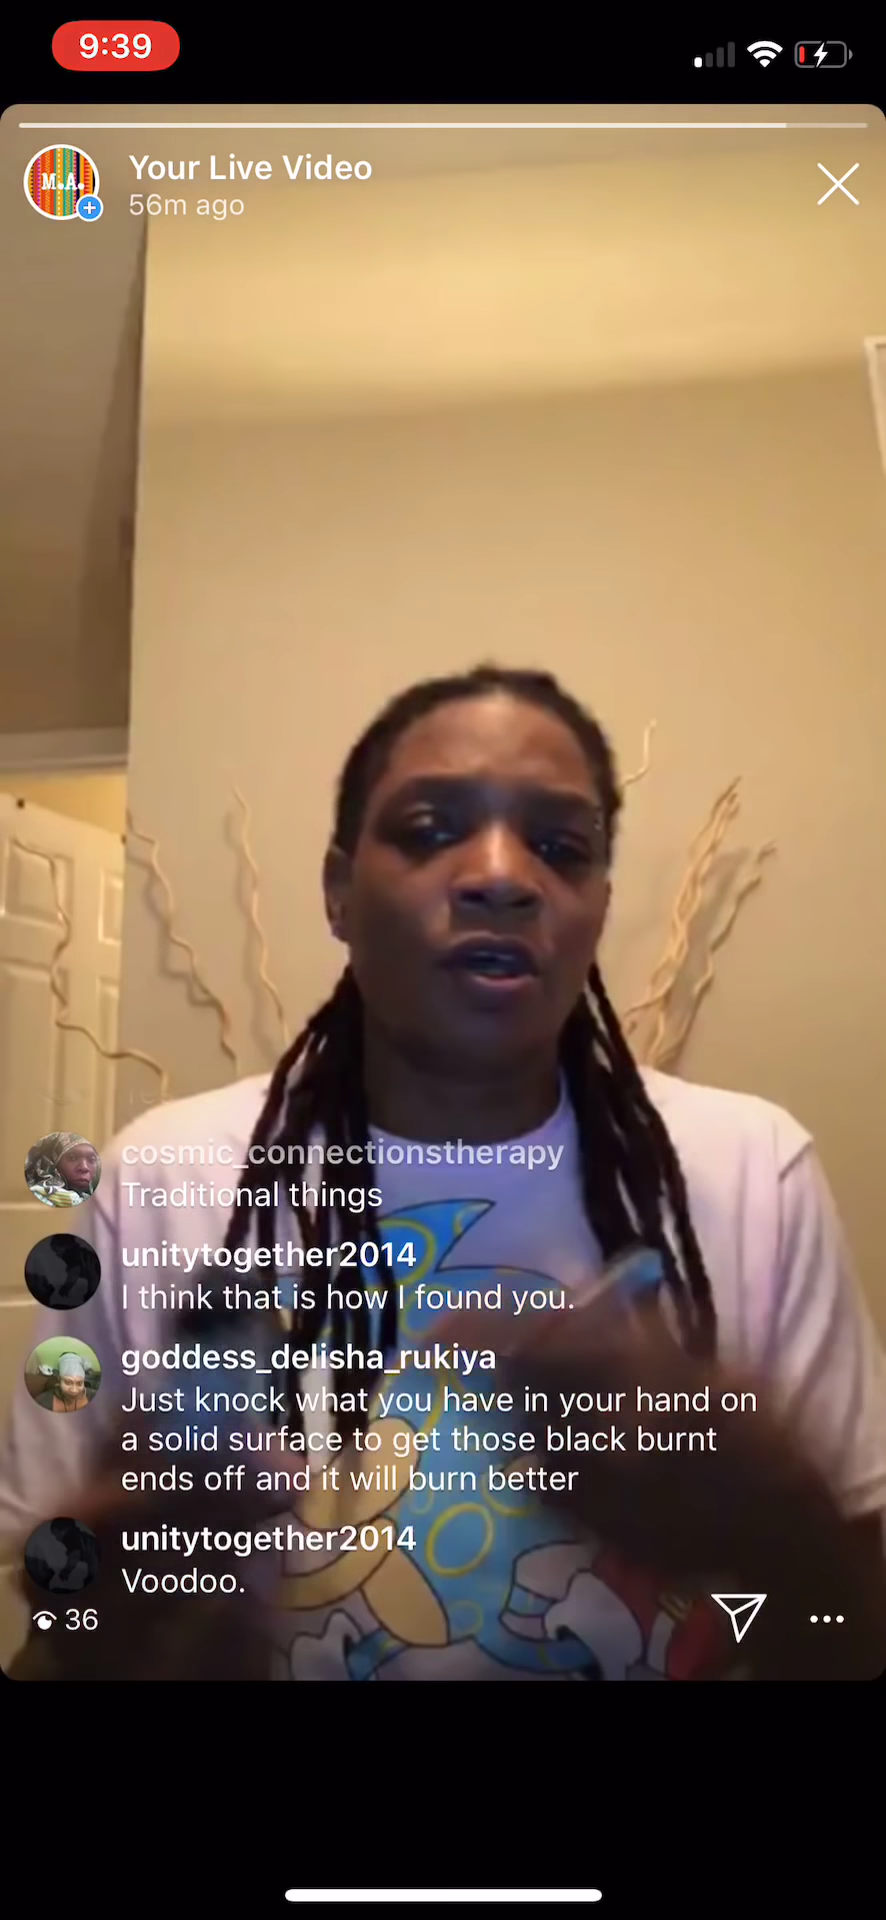 9:39
M.A.
Your Live Video
56m ago
cosmic_connectionstherapy
Traditional things
unitytogether2014
I think that is how I found you.
goddess_delisha_rukiya
Just knock what you have in your hand on
a solid surface to get those black burnt
ends off and it will burn better
unitytogether2014
Voodoo.
36